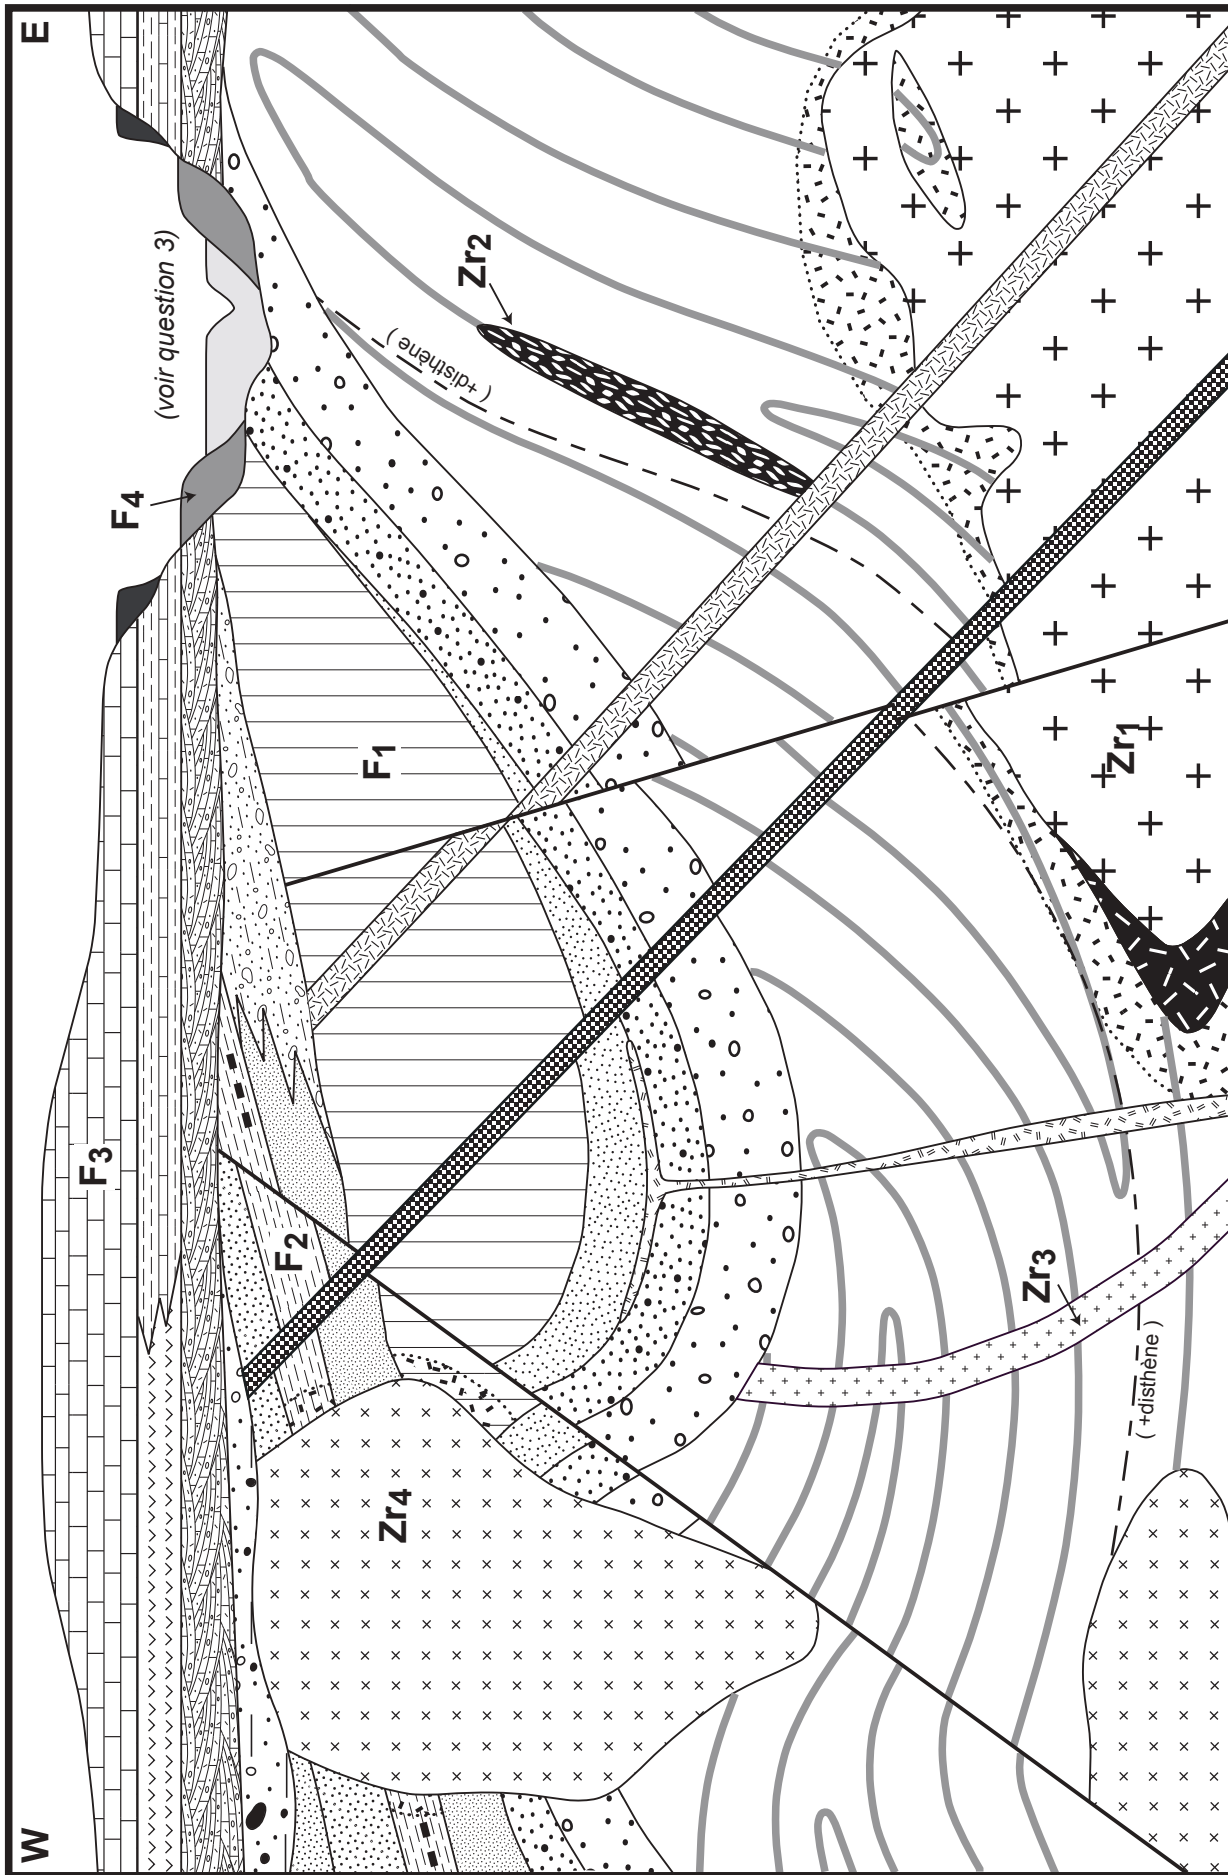 W
E
F3
(voir question 3)
F4
F2
F1
Zr4
Zr2
( +disthène )
Zr3
Zr1
( +disthène )